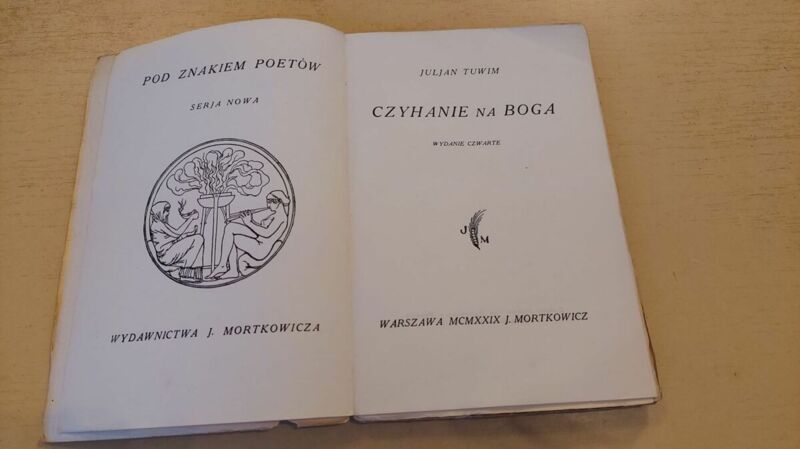 POD ZNAKIEM POETÓW
SERJA NOWA
WYDAWNICTWA J. MORTKOWICZA
JULJAN TUWIM
CZYHANIE NA BOGA
WYDANIE CZWARTE
J M
WARSZAWA MCMXXIX J. MORTKOWICZ